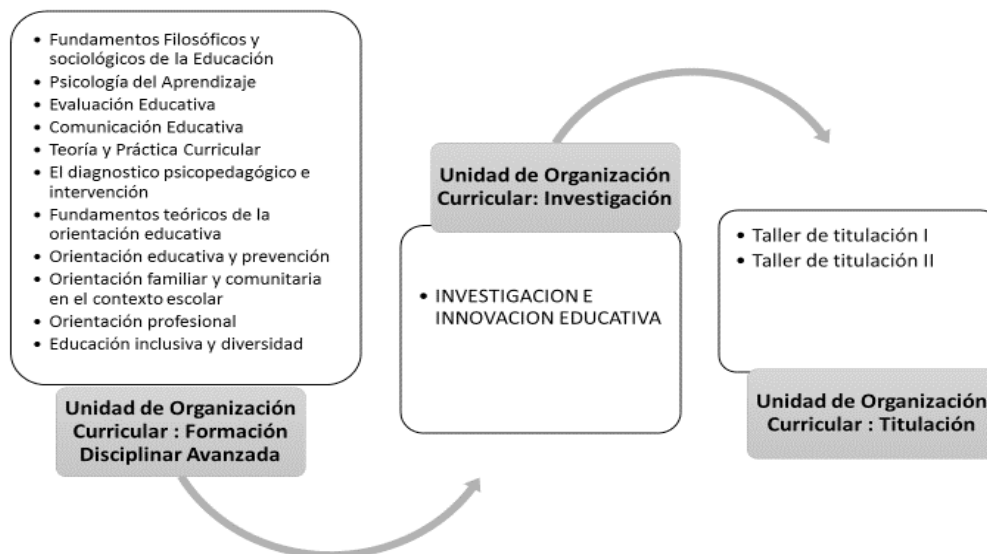 • Fundamentos Filosóficos y
sociológicos de la Educación
• Psicología del Aprendizaje
• Evaluación Educativa
• Comunicación Educativa
• Teoría y Práctica Curricular
• El diagnostico psicopedagógico e
intervención
• Fundamentos teóricos de la
orientación educativa
• Orientación educativa y prevención
• Orientación familiar y comunitaria
en el contexto escolar
• Orientación profesional
• Educación inclusiva y diversidad
Unidad de Organización
Curricular : Formación
Disciplinar Avanzada
Unidad de Organización
Curricular: Investigación
• INVESTIGACION E
INNOVACION EDUCATIVA
• Taller de titulación I
• Taller de titulación II
Unidad de Organización
Curricular : Titulación